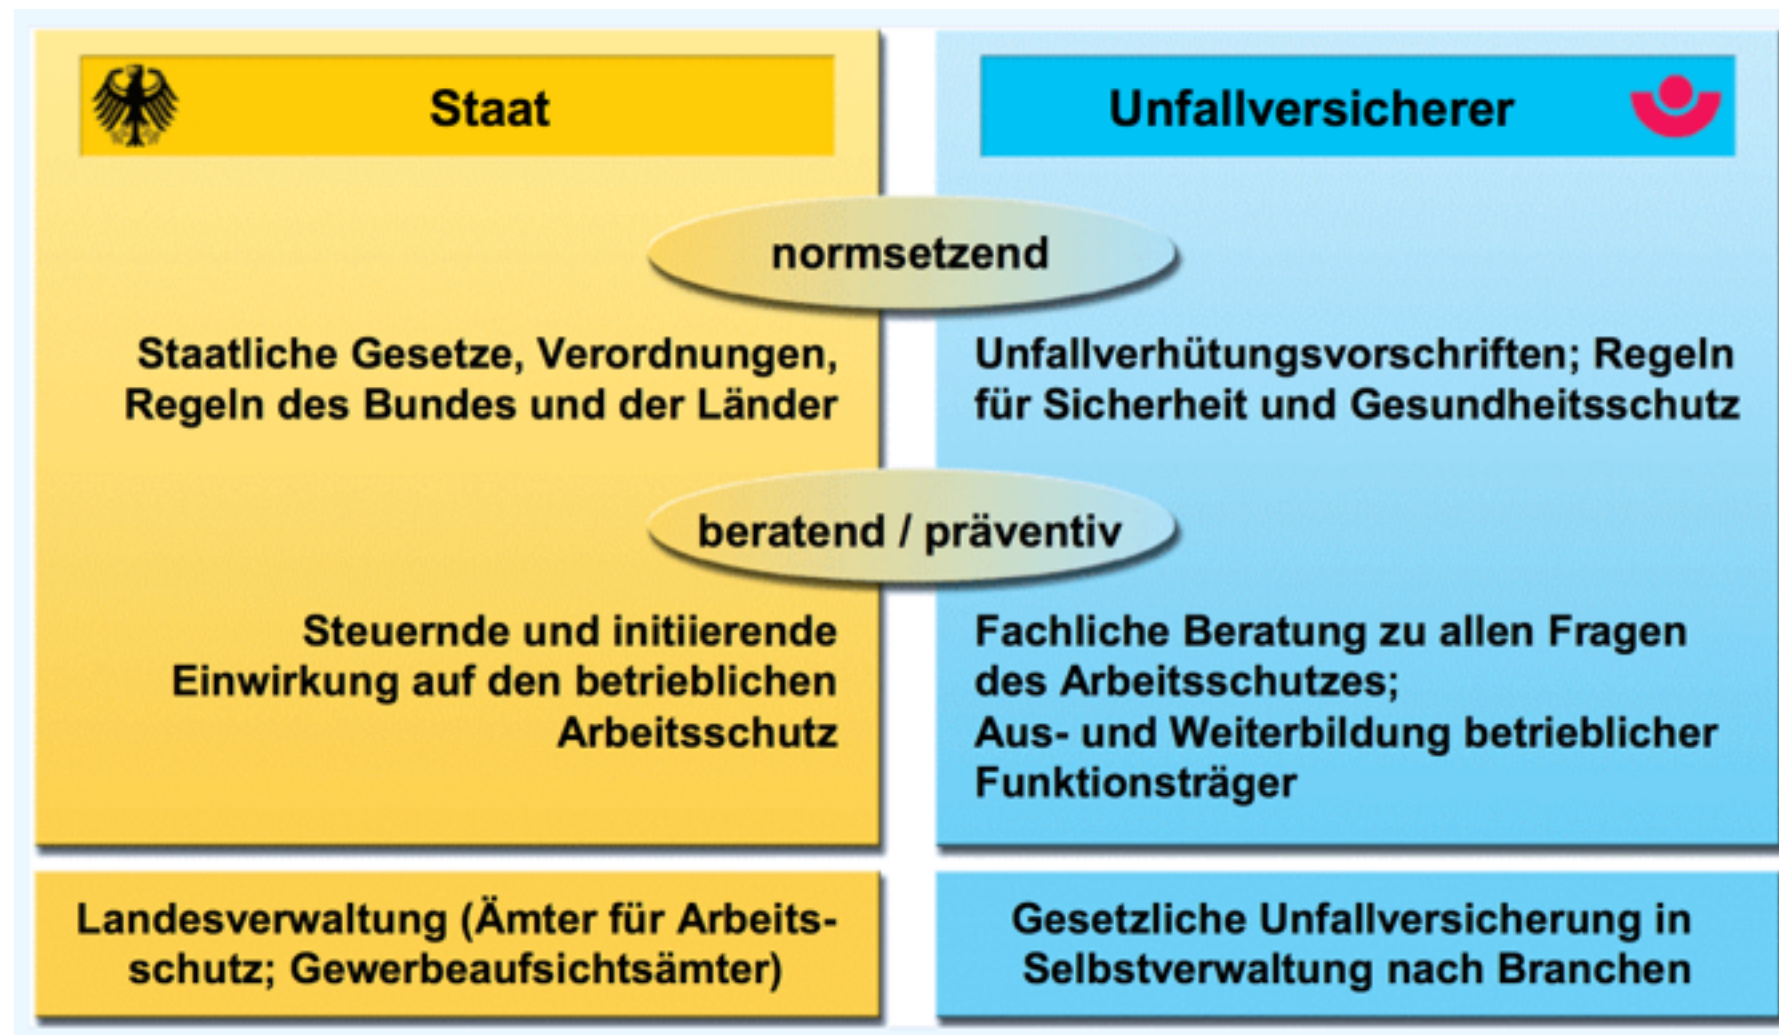 Staat
Unfallversicherer
normsetzend
Staatliche Gesetze, Verordnungen,
Regeln des Bundes und der Länder
Unfallverhütungsvorschriften; Regeln
für Sicherheit und Gesundheitsschutz
beratend / präventiv
Steuernde und initiierende
Einwirkung auf den betrieblichen
Arbeitsschutz
Fachliche Beratung zu allen Fragen
des Arbeitsschutzes;
Aus- und Weiterbildung betrieblicher
Funktionsträger
Landesverwaltung (Ämter für Arbeits-
schutz; Gewerbeaufsichtsämter)
Gesetzliche Unfallversicherung in
Selbstverwaltung nach Branchen